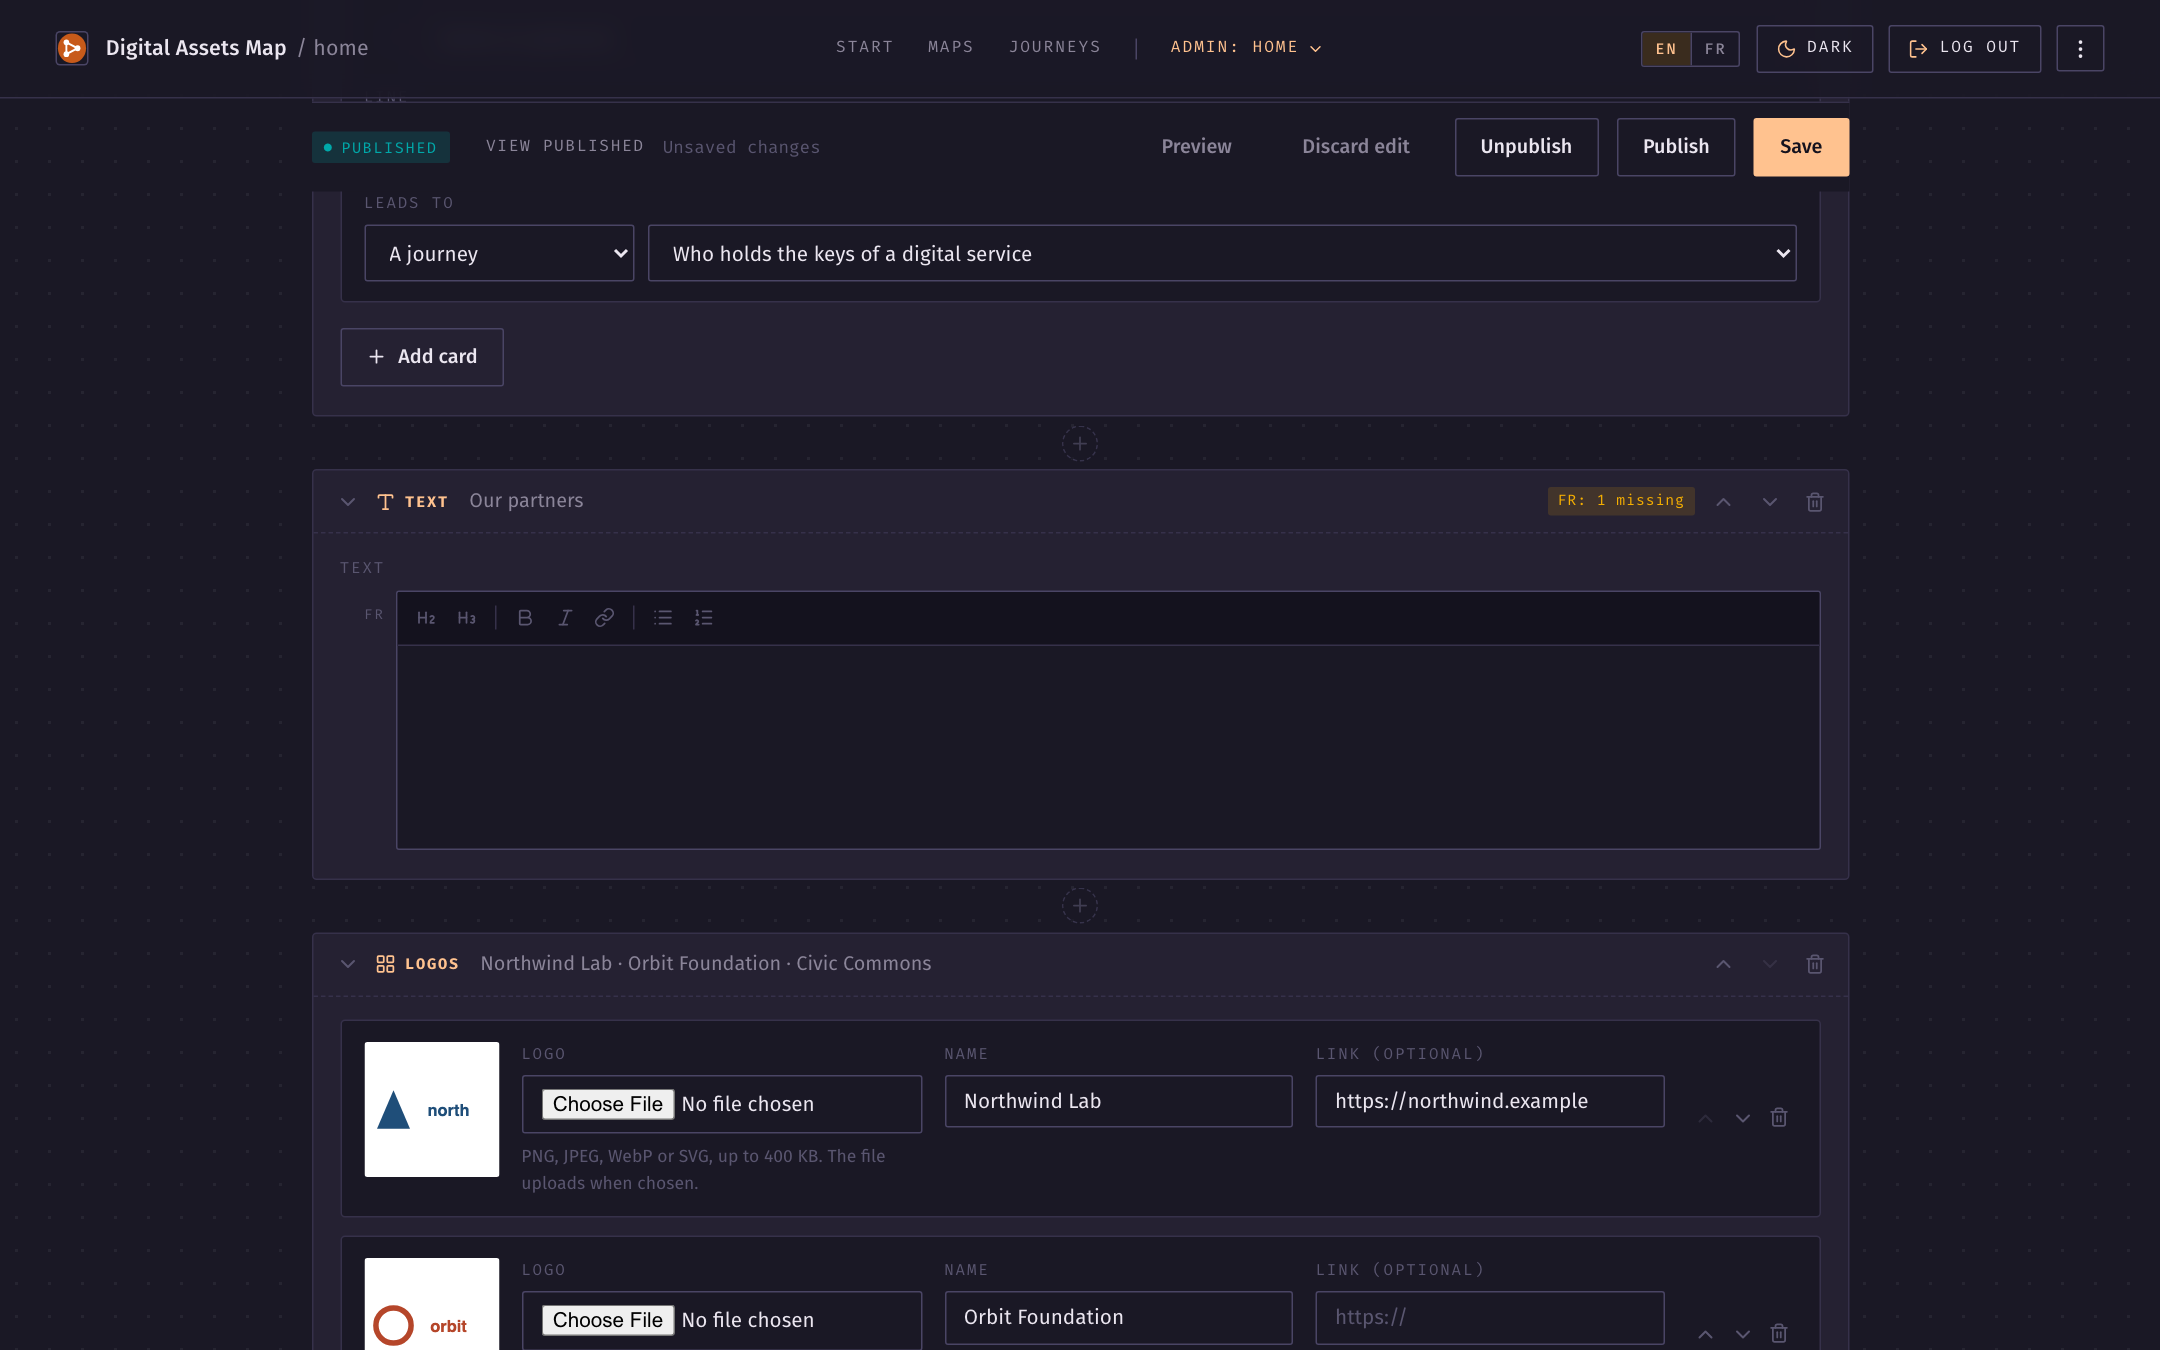 Digital Assets Map / home
START MAPS JOURNEYS ADMIN: HOME
EN FR DARK LOG OUT
PUBLISHED VIEW PUBLISHED Unsaved changes Preview Discard edit Unpublish Publish Save
LEADS TO
A journey Who holds the keys of a digital service
+ Add card
TEXT Our partners FR: 1 missing
TEXT
FR H2 H3 B I
LOGOS Northwind Lab · Orbit Foundation · Civic Commons
LOGO NAME LINK (OPTIONAL)
north Choose File No file chosen Northwind Lab https://northwind.example
PNG, JPEG, WebP or SVG, up to 400 KB. The file
uploads when chosen.
LOGO NAME LINK (OPTIONAL)
orbit Choose File No file chosen Orbit Foundation https://